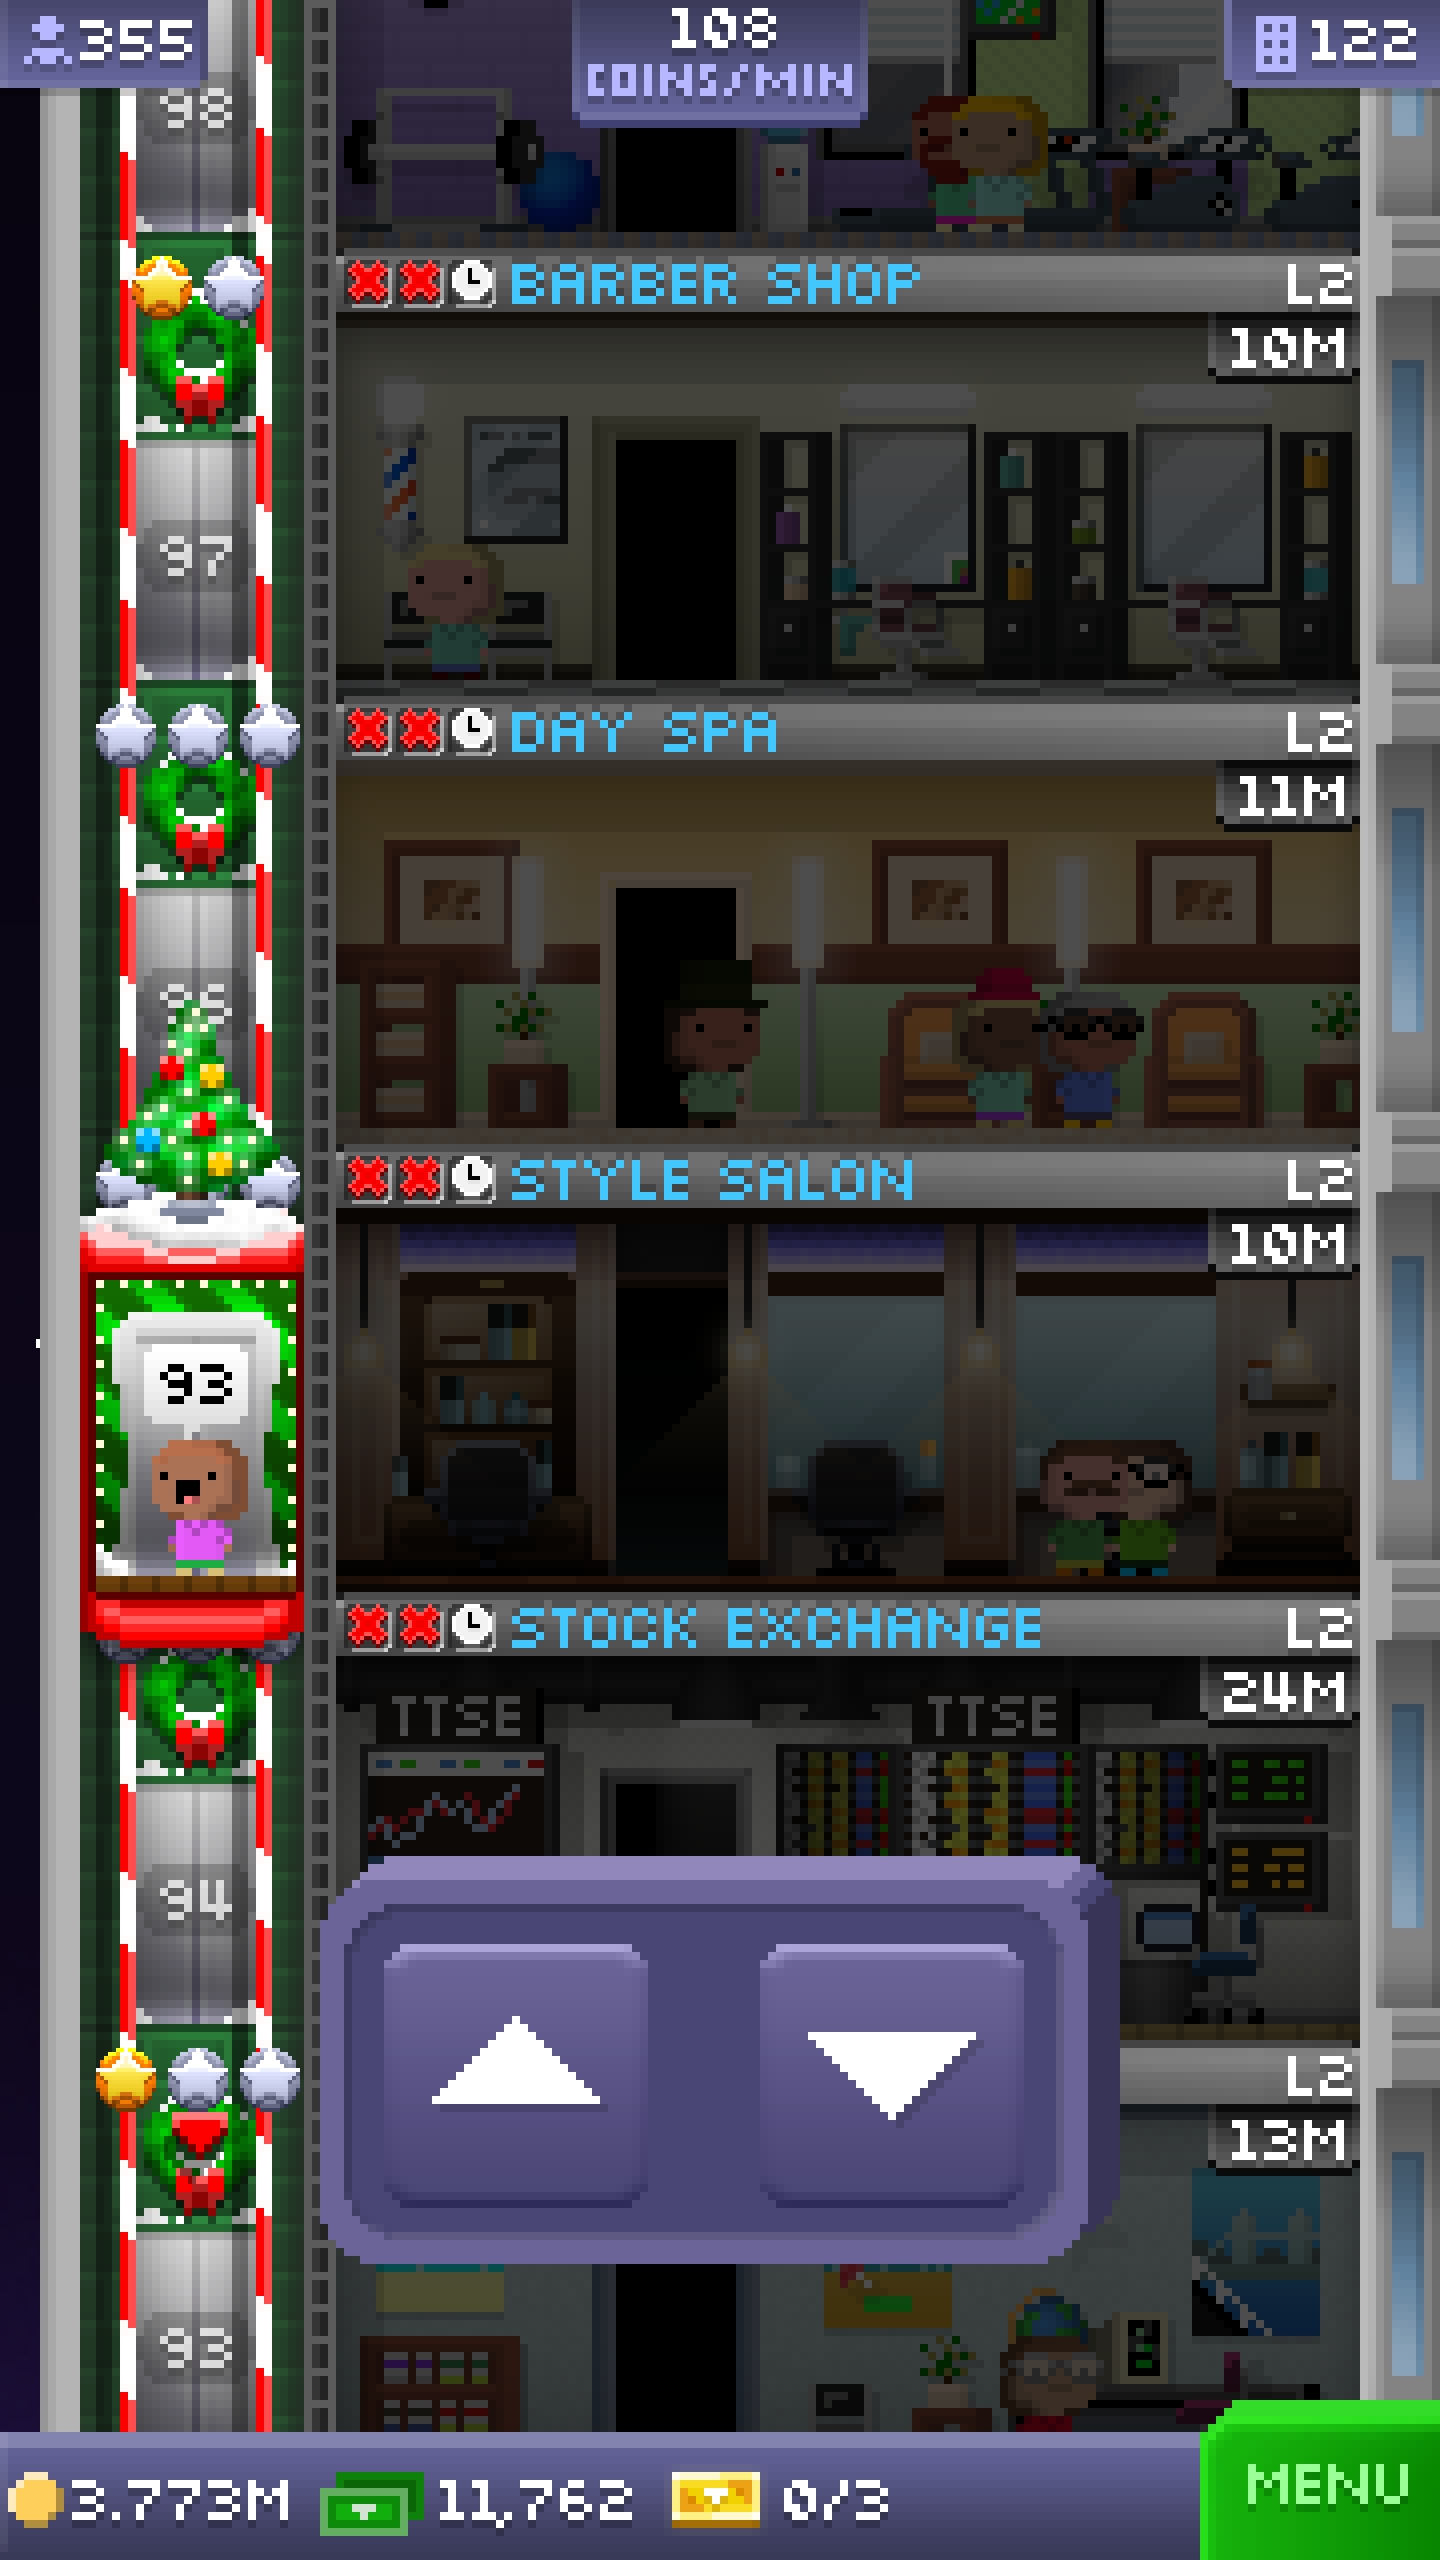 355
108
COINS/MIN
122
98
BARBER SHOP
L2
10M
97
DAY SPA
L2
11M
96
STYLE SALON
L2
10M
93
STOCK EXCHANGE
L2
24M
TTSE
TTSE
94
L2
13M
93
3.773M
11,762
0/3
MENU